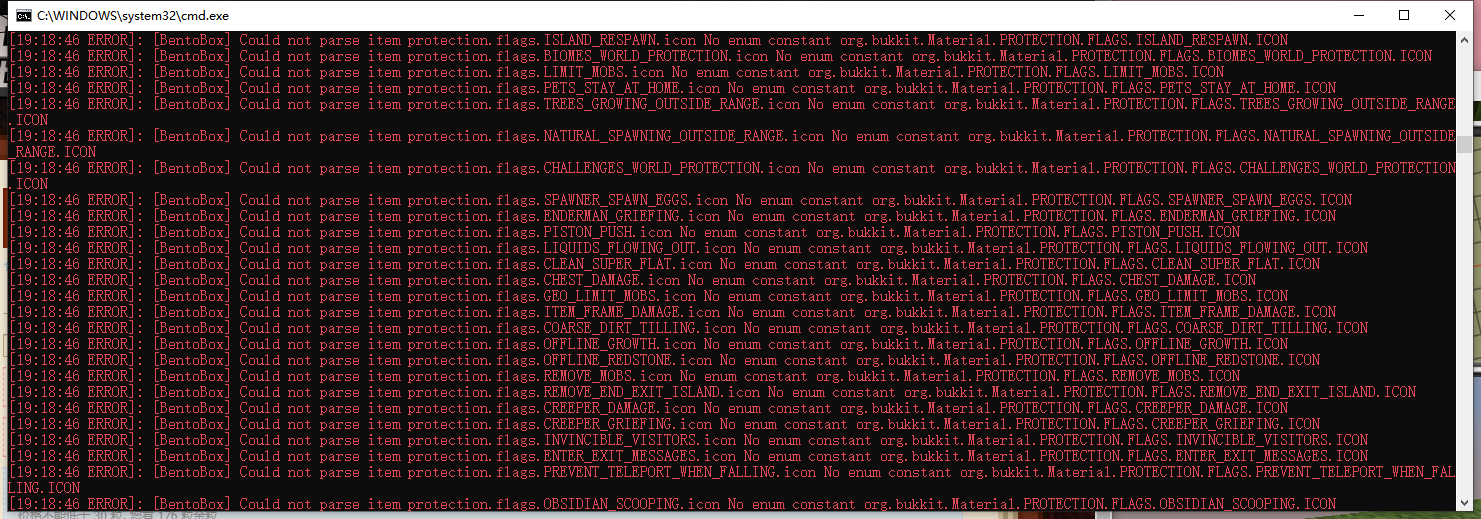 C:\WINDOWS\system32\cmd.exe
[19:18:46 ERROR]: [BentoBox] Could not parse item protection.flags.ISLAND_RESPAWN.icon No enum constant org.bukkit.Material.PROTECTION.FLAGS.ISLAND_RESPAWN.ICON
[19:18:46 ERROR]: [BentoBox] Could not parse item protection.flags.BIOMES_WORLD_PROTECTION.icon No enum constant org.bukkit.Material.PROTECTION.FLAGS.BIOMES_WORLD_PROTECTION.ICON
[19:18:46 ERROR]: [BentoBox] Could not parse item protection.flags.LIMIT_MOBS.icon No enum constant org.bukkit.Material.PROTECTION.FLAGS.LIMIT_MOBS.ICON
[19:18:46 ERROR]: [BentoBox] Could not parse item protection.flags.PETS_STAY_AT_HOME.icon No enum constant org.bukkit.Material.PROTECTION.FLAGS.PETS_STAY_AT_HOME.ICON
[19:18:46 ERROR]: [BentoBox] Could not parse item protection.flags.TREES_GROWING_OUTSIDE_RANGE.icon No enum constant org.bukkit.Material.PROTECTION.FLAGS.TREES_GROWING_OUTSIDE_RANGE
.ICON
[19:18:46 ERROR]: [BentoBox] Could not parse item protection.flags.NATURAL_SPAWNING_OUTSIDE_RANGE.icon No enum constant org.bukkit.Material.PROTECTION.FLAGS.NATURAL_SPAWNING_OUTSIDE
_RANGE.ICON
[19:18:46 ERROR]: [BentoBox] Could not parse item protection.flags.CHALLENGES_WORLD_PROTECTION.icon No enum constant org.bukkit.Material.PROTECTION.FLAGS.CHALLENGES_WORLD_PROTECTION
.ICON
[19:18:46 ERROR]: [BentoBox] Could not parse item protection.flags.SPAWNER_SPAWN_EGGS.icon No enum constant org.bukkit.Material.PROTECTION.FLAGS.SPAWNER_SPAWN_EGGS.ICON
[19:18:46 ERROR]: [BentoBox] Could not parse item protection.flags.ENDERMAN_GRIEFING.icon No enum constant org.bukkit.Material.PROTECTION.FLAGS.ENDERMAN_GRIEFING.ICON
[19:18:46 ERROR]: [BentoBox] Could not parse item protection.flags.PISTON_PUSH.icon No enum constant org.bukkit.Material.PROTECTION.FLAGS.PISTON_PUSH.ICON
[19:18:46 ERROR]: [BentoBox] Could not parse item protection.flags.LIQUIDS_FLOWING_OUT.icon No enum constant org.bukkit.Material.PROTECTION.FLAGS.LIQUIDS_FLOWING_OUT.ICON
[19:18:46 ERROR]: [BentoBox] Could not parse item protection.flags.CLEAN_SUPER_FLAT.icon No enum constant org.bukkit.Material.PROTECTION.FLAGS.CLEAN_SUPER_FLAT.ICON
[19:18:46 ERROR]: [BentoBox] Could not parse item protection.flags.CHEST_DAMAGE.icon No enum constant org.bukkit.Material.PROTECTION.FLAGS.CHEST_DAMAGE.ICON
[19:18:46 ERROR]: [BentoBox] Could not parse item protection.flags.GEO_LIMIT_MOBS.icon No enum constant org.bukkit.Material.PROTECTION.FLAGS.GEO_LIMIT_MOBS.ICON
[19:18:46 ERROR]: [BentoBox] Could not parse item protection.flags.ITEM_FRAME_DAMAGE.icon No enum constant org.bukkit.Material.PROTECTION.FLAGS.ITEM_FRAME_DAMAGE.ICON
[19:18:46 ERROR]: [BentoBox] Could not parse item protection.flags.COARSE_DIRT_TILLING.icon No enum constant org.bukkit.Material.PROTECTION.FLAGS.COARSE_DIRT_TILLING.ICON
[19:18:46 ERROR]: [BentoBox] Could not parse item protection.flags.OFFLINE_GROWTH.icon No enum constant org.bukkit.Material.PROTECTION.FLAGS.OFFLINE_GROWTH.ICON
[19:18:46 ERROR]: [BentoBox] Could not parse item protection.flags.OFFLINE_REDSTONE.icon No enum constant org.bukkit.Material.PROTECTION.FLAGS.OFFLINE_REDSTONE.ICON
[19:18:46 ERROR]: [BentoBox] Could not parse item protection.flags.REMOVE_MOBS.icon No enum constant org.bukkit.Material.PROTECTION.FLAGS.REMOVE_MOBS.ICON
[19:18:46 ERROR]: [BentoBox] Could not parse item protection.flags.REMOVE_END_EXIT_ISLAND.icon No enum constant org.bukkit.Material.PROTECTION.FLAGS.REMOVE_END_EXIT_ISLAND.ICON
[19:18:46 ERROR]: [BentoBox] Could not parse item protection.flags.CREEPER_DAMAGE.icon No enum constant org.bukkit.Material.PROTECTION.FLAGS.CREEPER_DAMAGE.ICON
[19:18:46 ERROR]: [BentoBox] Could not parse item protection.flags.CREEPER_GRIEFING.icon No enum constant org.bukkit.Material.PROTECTION.FLAGS.CREEPER_GRIEFING.ICON
[19:18:46 ERROR]: [BentoBox] Could not parse item protection.flags.INVINCIBLE_VISITORS.icon No enum constant org.bukkit.Material.PROTECTION.FLAGS.INVINCIBLE_VISITORS.ICON
[19:18:46 ERROR]: [BentoBox] Could not parse item protection.flags.ENTER_EXIT_MESSAGES.icon No enum constant org.bukkit.Material.PROTECTION.FLAGS.ENTER_EXIT_MESSAGES.ICON
[19:18:46 ERROR]: [BentoBox] Could not parse item protection.flags.PREVENT_TELEPORT_WHEN_FALLING.icon No enum constant org.bukkit.Material.PROTECTION.FLAGS.PREVENT_TELEPORT_WHEN_FAL
LING.ICON
[19:18:46 ERROR]: [BentoBox] Could not parse item protection.flags.OBSIDIAN_SCOOPING.icon No enum constant org.bukkit.Material.PROTECTION.FLAGS.OBSIDIAN_SCOOPING.ICON